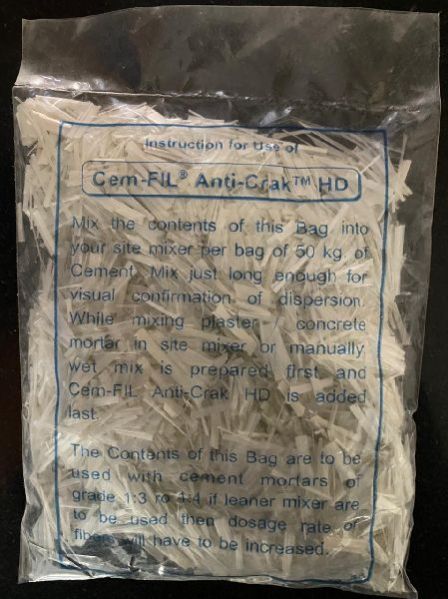 Instruction for Use of
Cem-FIL® Anti-Crak™ HD
Mix the contents of this Bag into
your site mixer per bag of 50 kg. of
Cement. Mix just long enough for
visual confirmation of dispersion.
While mixing plaster / concrete
mortar in site mixer or manually
wet mix is prepared first and
Cem-FIL Anti-Crak HD is added
last.
The Contents of this Bag are to be
used with cement mortars of
grade 1:3 ro 1:4 if leaner mixer are
to be used then dosage rate of
fibers will have to be increased.